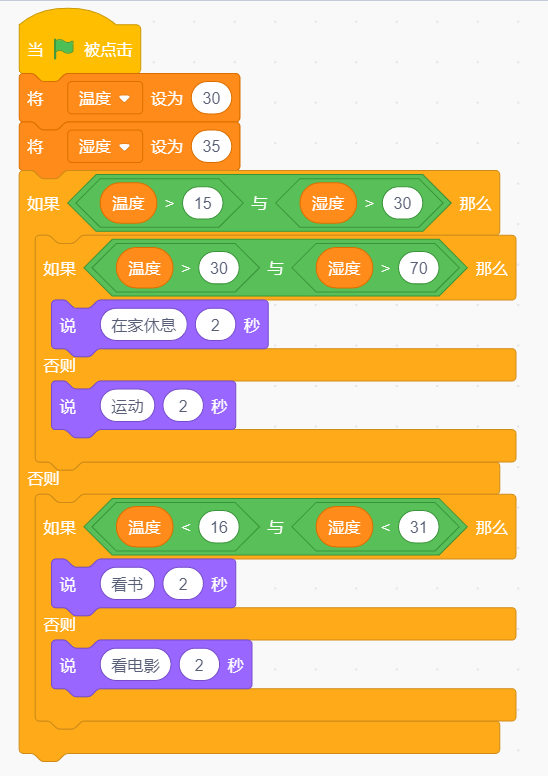 当 被点击
将 温度 设为 30
将 湿度 设为 35
如果 温度 > 15 与 湿度 > 30 那么
如果 温度 > 30 与 湿度 > 70 那么
说 在家休息 2 秒
否则
说 运动 2 秒
否则
如果 温度 < 16 与 湿度 < 31 那么
说 看书 2 秒
否则
说 看电影 2 秒